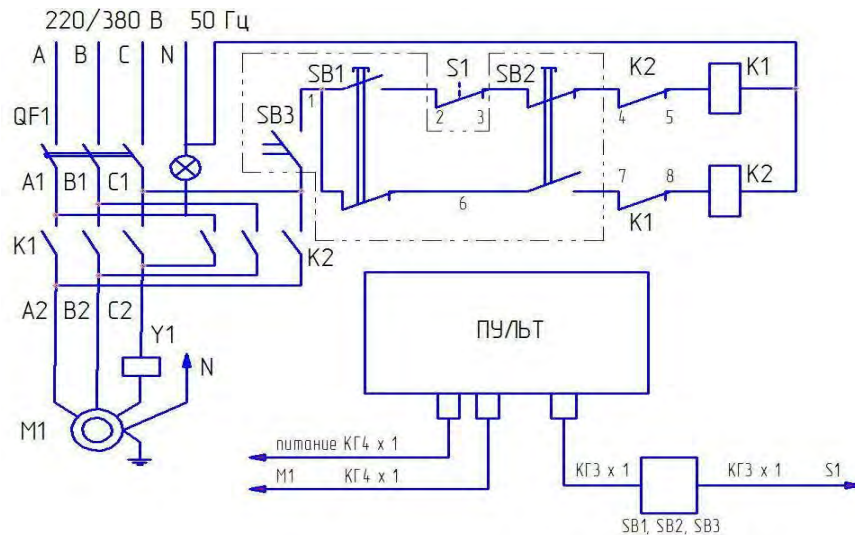 220/380 В 50 Гц
A B C N
QF1
A1 B1 C1
K1
K2
A2 B2 C2
Y1
N
M1
SB1 S1 SB2 K2 K1
1
SB3
2 3 4 5
6 7 8
K1
K2
ПУЛЬТ
питание КГ4 x 1
М1 КГ4 x 1
КГ3 x 1
КГ3 x 1
S1
SB1, SB2, SB3